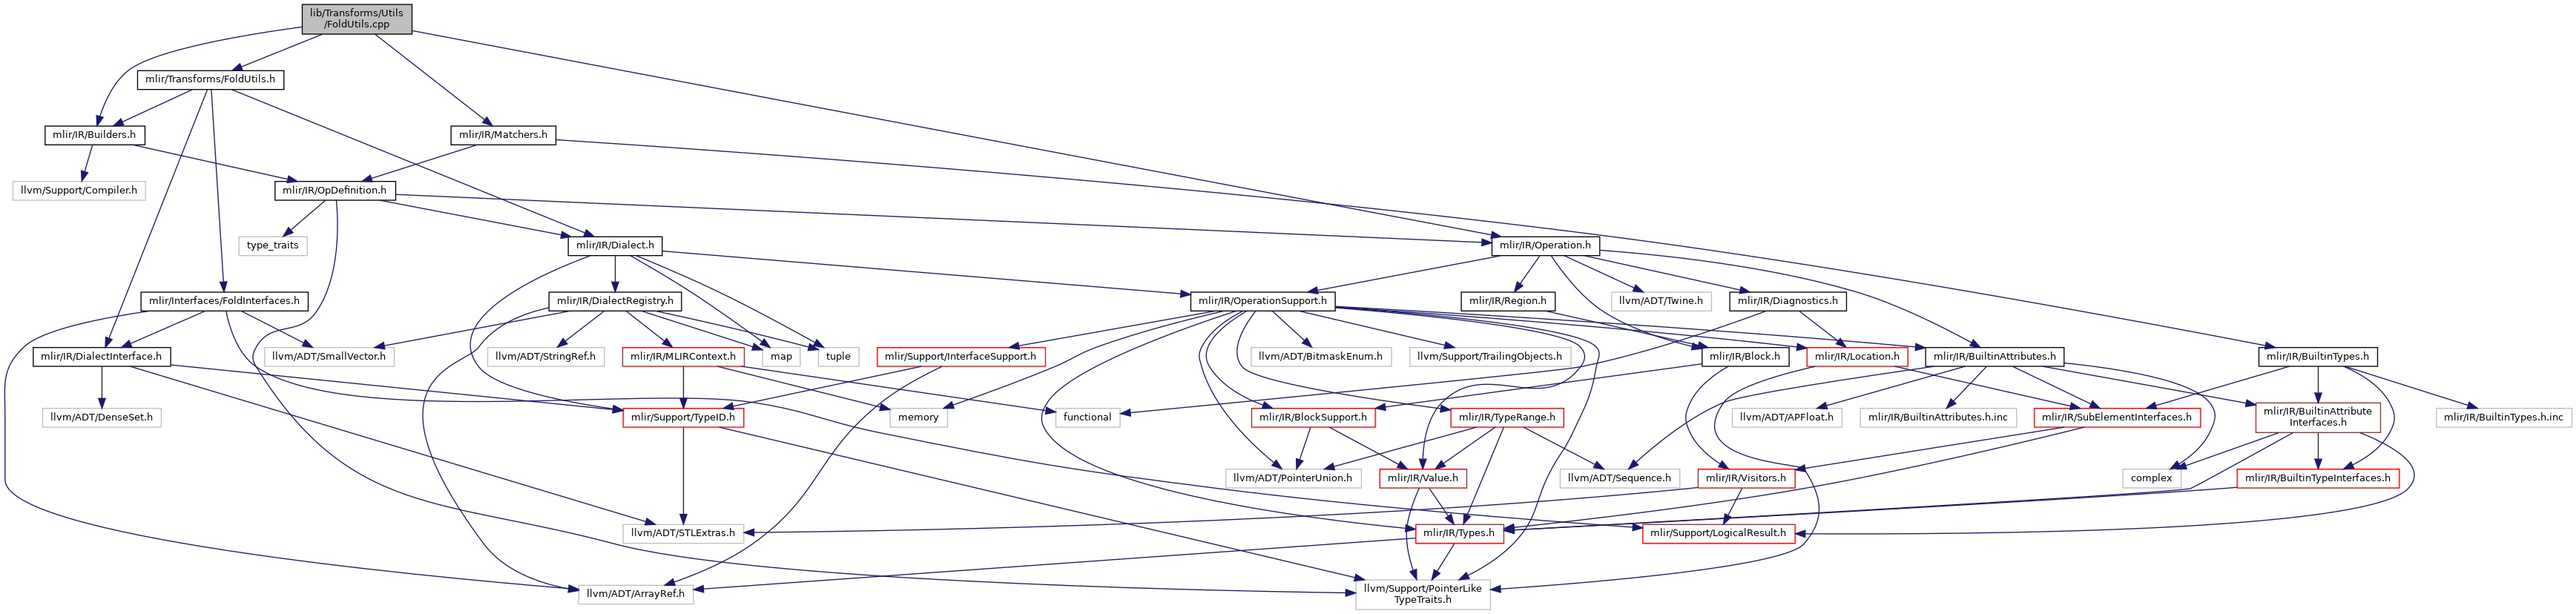 lib/Transforms/Utils
/FoldUtils.cpp
mlir/Transforms/FoldUtils.h
mlir/IR/Builders.h
mlir/IR/Matchers.h
llvm/Support/Compiler.h
mlir/IR/OpDefinition.h
type_traits
mlir/IR/Dialect.h
mlir/IR/Operation.h
mlir/Interfaces/FoldInterfaces.h
mlir/IR/DialectRegistry.h
mlir/IR/OperationSupport.h
mlir/IR/Region.h
llvm/ADT/Twine.h
mlir/IR/Diagnostics.h
mlir/IR/DialectInterface.h
llvm/ADT/SmallVector.h
llvm/ADT/StringRef.h
mlir/IR/MLIRContext.h
map
tuple
mlir/Support/InterfaceSupport.h
llvm/ADT/BitmaskEnum.h
llvm/Support/TrailingObjects.h
mlir/IR/Block.h
mlir/IR/Location.h
mlir/IR/BuiltinAttributes.h
mlir/IR/BuiltinTypes.h
llvm/ADT/DenseSet.h
mlir/Support/TypeID.h
memory
functional
mlir/IR/BlockSupport.h
mlir/IR/TypeRange.h
llvm/ADT/APFloat.h
mlir/IR/BuiltinAttributes.h.inc
mlir/IR/SubElementInterfaces.h
mlir/IR/BuiltinAttribute
Interfaces.h
mlir/IR/BuiltinTypes.h.inc
llvm/ADT/PointerUnion.h
mlir/IR/Value.h
llvm/ADT/Sequence.h
mlir/IR/Visitors.h
complex
mlir/IR/BuiltinTypeInterfaces.h
llvm/ADT/STLExtras.h
mlir/IR/Types.h
mlir/Support/LogicalResult.h
llvm/ADT/ArrayRef.h
llvm/Support/PointerLike
TypeTraits.h